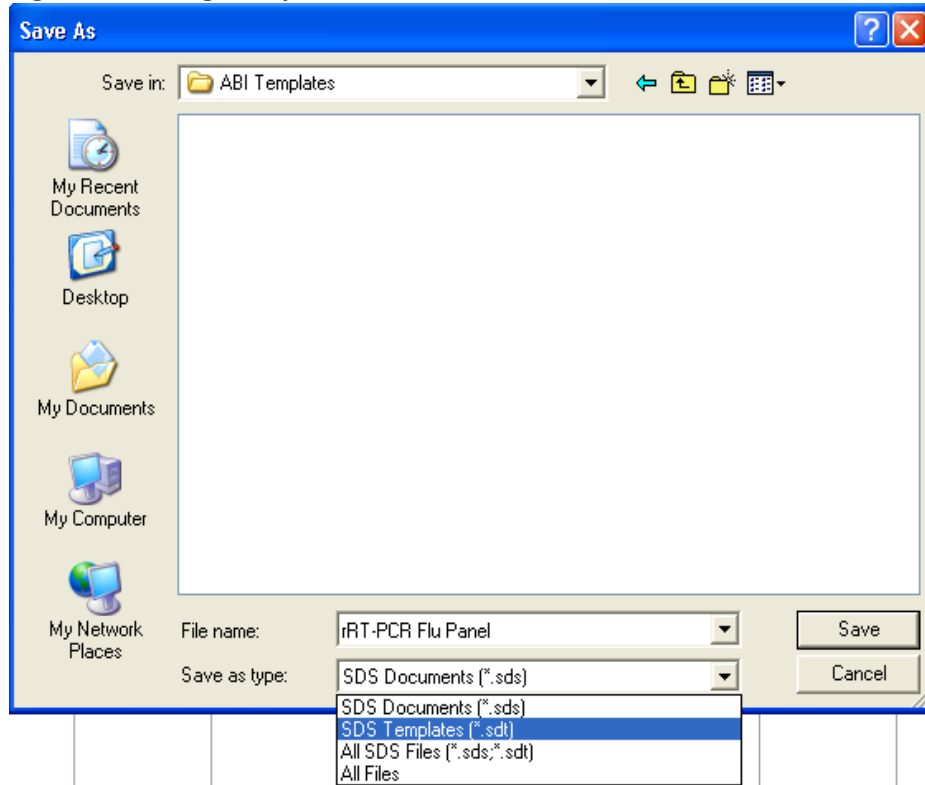 Save As
Save in:
ABI Templates
My Recent
Documents
Desktop
My Documents
My Computer
My Network
Places
File name:
rRT-PCR Flu Panel
Save
Save as type:
SDS Documents (*.sds)
Cancel
SDS Documents (*.sds)
SDS Templates (*.sdt)
All SDS Files (*.sds;*.sdt)
All Files